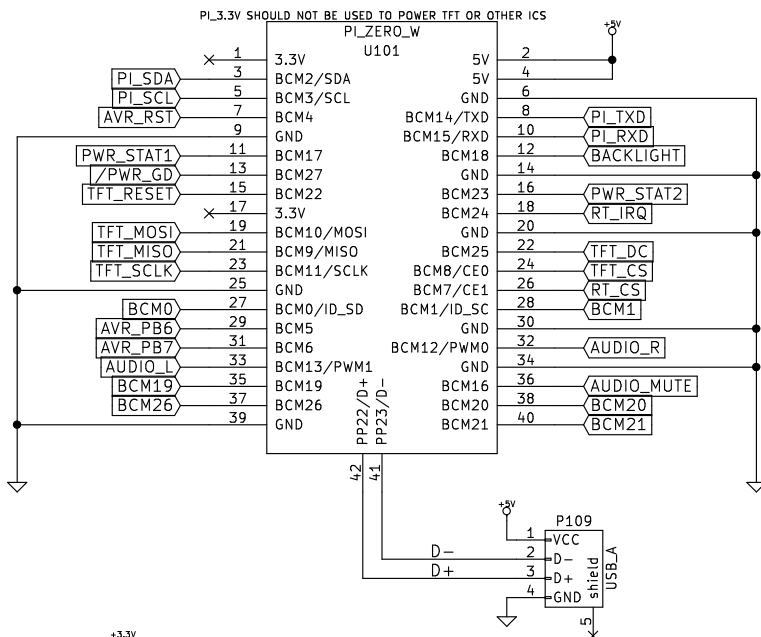 PI_3.3V SHOULD NOT BE USED TO POWER TFT OR OTHER ICS
PI_ZERO_W
U101
+5V
1 3.3V 5V 2
PI_SDA 3 BCM2/SDA 5V 4
PI_SCL 5 BCM3/SCL GND 6
AVR_RST 7 BCM4 BCM14/TXD 8 PI_TXD
9 GND BCM15/RXD 10 PI_RXD
PWR_STAT1 11 BCM17 BCM18 12 BACKLIGHT
/PWR_GD 13 BCM27 GND 14
TFT_RESET 15 BCM22 BCM23 16 PWR_STAT2
17 3.3V BCM24 18 RT_IRQ
TFT_MOSI 19 BCM10/MOSI GND 20
TFT_MISO 21 BCM9/MISO BCM25 22 TFT_DC
TFT_SCLK 23 BCM11/SCLK BCM8/CE0 24 TFT_CS
25 GND BCM7/CE1 26 RT_CS
BCM0 27 BCM0/ID_SD BCM1/ID_SC 28 BCM1
AVR_PB6 29 BCM5 GND 30
AVR_PB7 31 BCM6 BCM12/PWM0 32 AUDIO_R
AUDIO_L 33 BCM13/PWM1 GND 34
BCM19 35 BCM19 BCM16 36 AUDIO_MUTE
BCM26 37 BCM26 BCM20 38 BCM20
39 GND BCM21 40 BCM21
PP22/D+
PP23/D-
42
41
+5V
P109
1 VCC
D- 2 D-
D+ 3 D+
4 GND
shield
USB_A
5
+3.3V